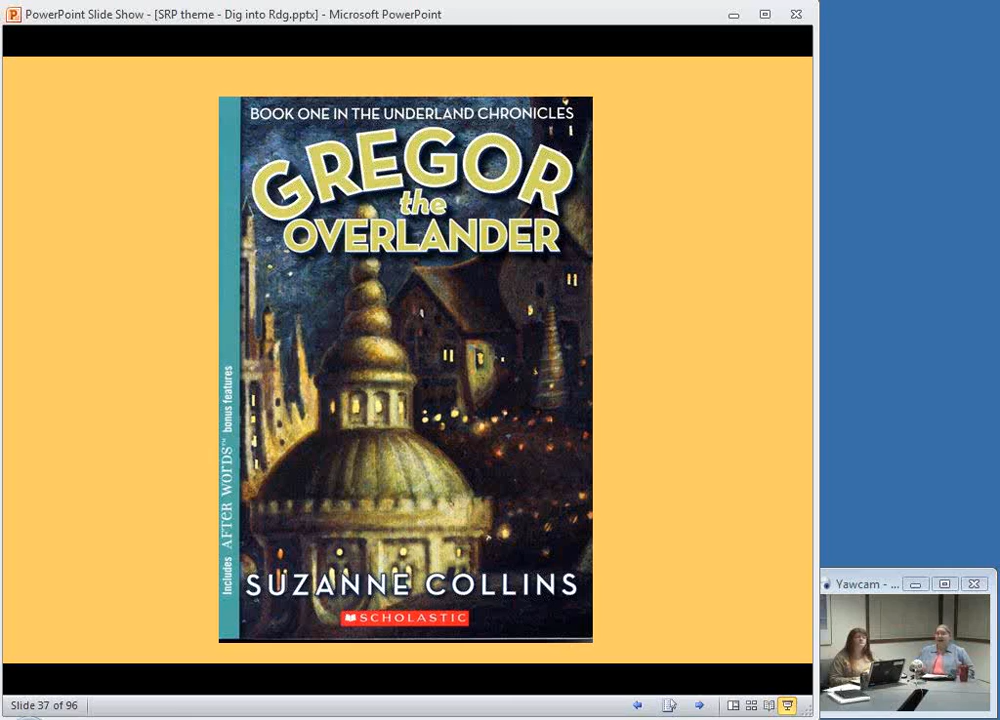 PowerPoint Slide Show - [SRP theme - Dig into Rdg.pptx] - Microsoft PowerPoint
BOOK ONE IN THE UNDERLAND CHRONICLES
GREGOR
the
OVERLANDER
Includes AFTER WORDS™ bonus features
SUZANNE COLLINS
SCHOLASTIC
Slide 37 of 96
Yawcam - ...